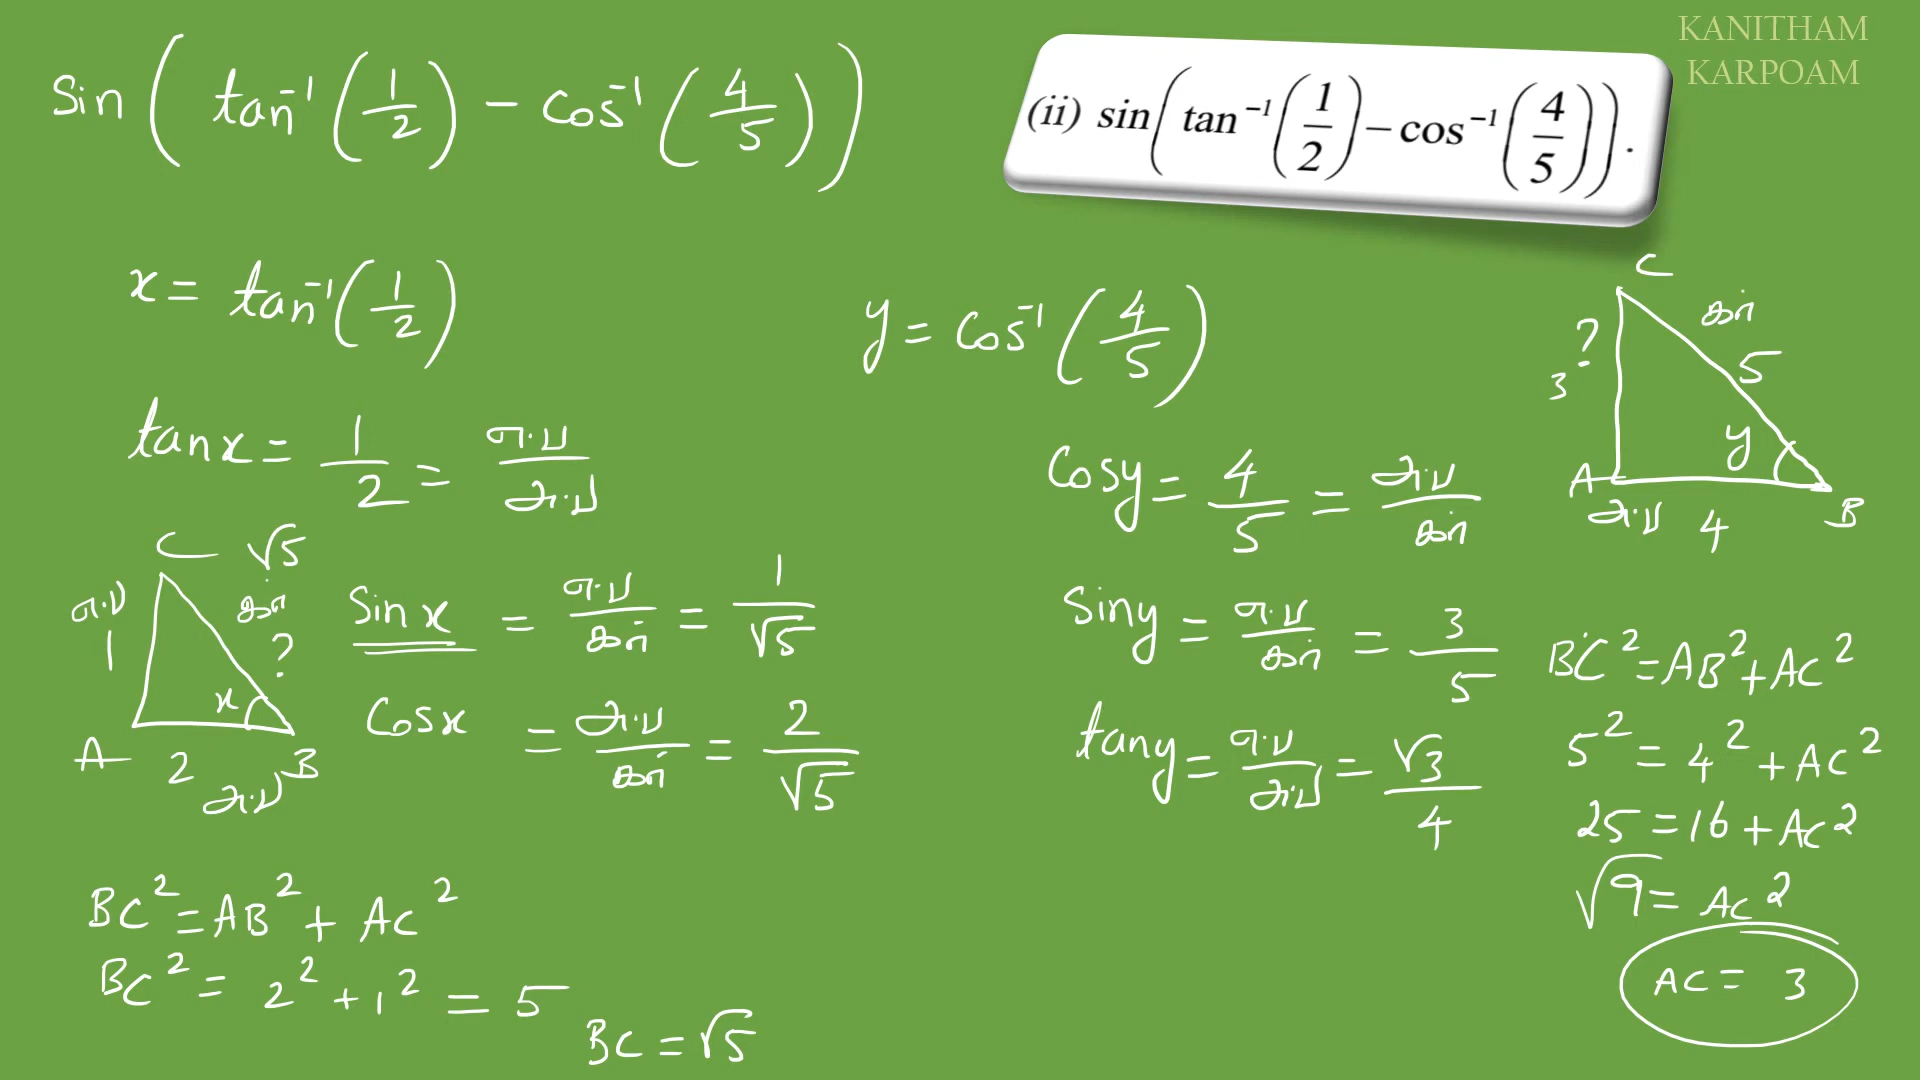 KANITHAM
KARPOAM
(ii) sin(tan⁻¹(1/2) – cos⁻¹(4/5)).
Sin(tan⁻¹(1/2) – cos⁻¹(4/5))
x = tan⁻¹(1/2)
tan x = 1/2 = எ.ப/அ.ப
C √5
எ.ப கர்
1 ?
x
A 2 B
அ.ப
Sin x = எ.ப/கர் = 1/√5
Cos x = அ.ப/கர் = 2/√5
BC² = AB² + AC²
BC² = 2² + 1² = 5
BC = √5
y = Cos⁻¹(4/5)
Cos y = 4/5 = அ.ப/கர்
Sin y = எ.ப/கர் = 3/5
tan y = எ.ப/அ.ப = √3/4
C
? கர்
3 5
y
A B
அ.ப 4
BC² = AB² + AC²
5² = 4² + AC²
25 = 16 + AC²
√9 = AC²
AC = 3